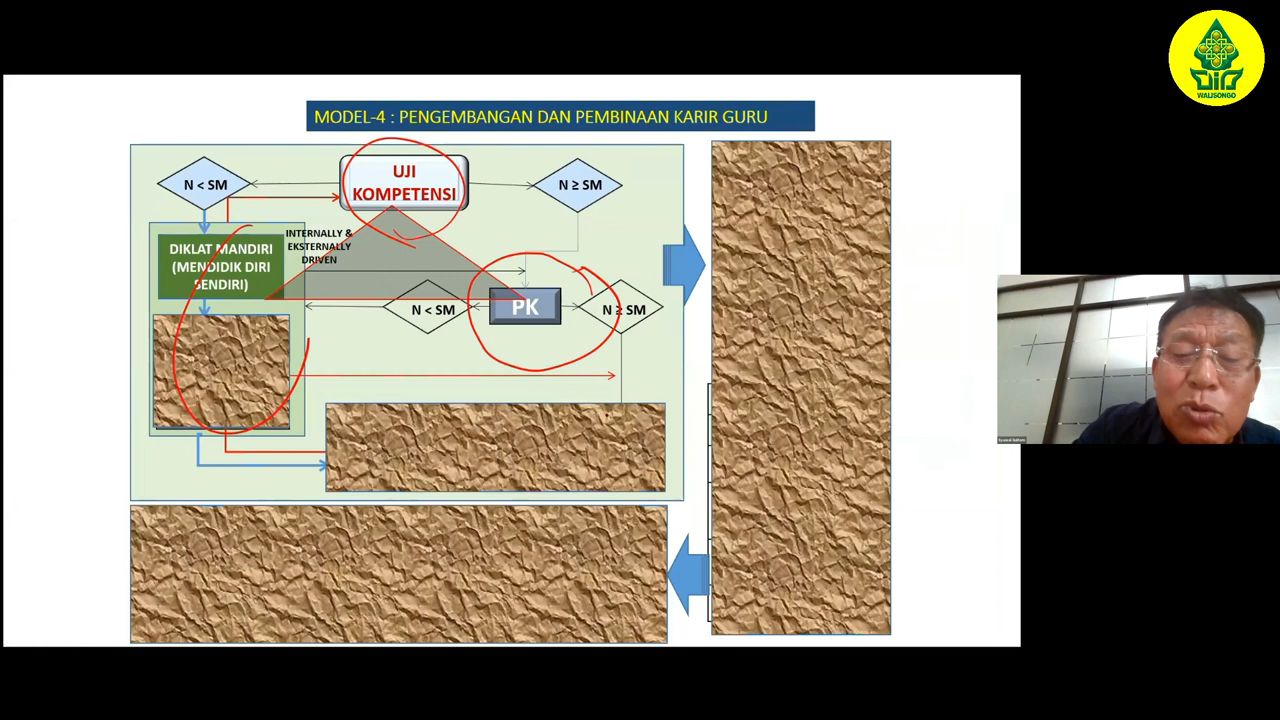 WALISONGO
MODEL-4 : PENGEMBANGAN DAN PEMBINAAN KARIR GURU
N < SM
UJI
KOMPETENSI
N ≥ SM
INTERNALLY &
EKSTERNALLY
DRIVEN
DIKLAT MANDIRI
(MENDIDIK DIRI
SENDIRI)
N < SM
PK
N ≥ SM